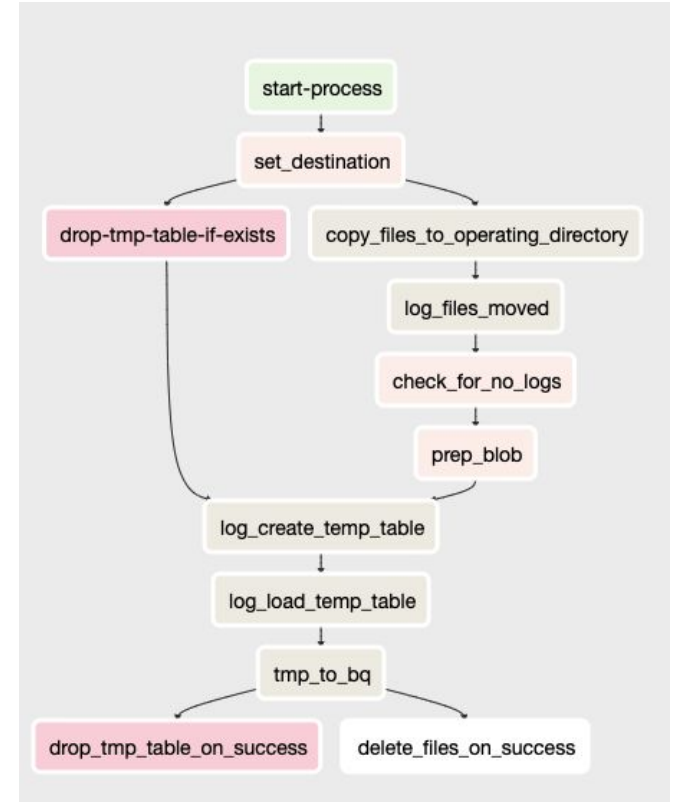 start-process
set_destination
drop-tmp-table-if-exists
copy_files_to_operating_directory
log_files_moved
check_for_no_logs
prep_blob
log_create_temp_table
log_load_temp_table
tmp_to_bq
drop_tmp_table_on_success
delete_files_on_success